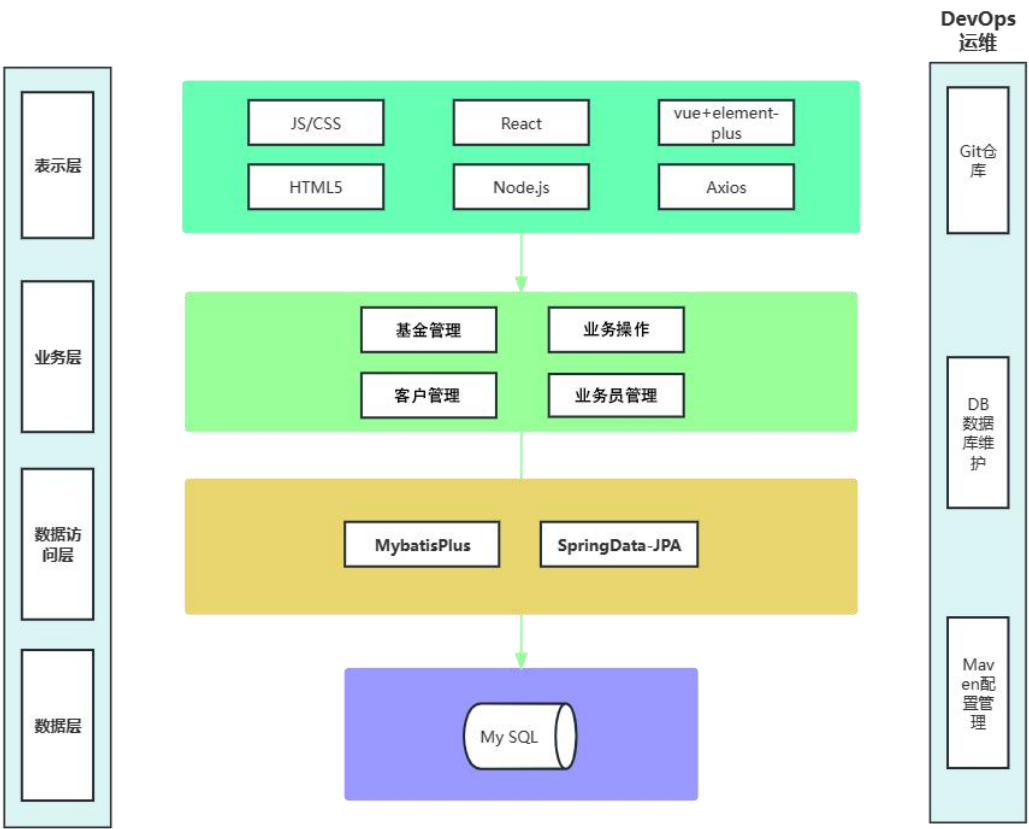 DevOps
运维
表示层
业务层
数据访
问层
数据层
JS/CSS
React
vue+element-
plus
HTML5
Node.js
Axios
基金管理
业务操作
客户管理
业务员管理
MybatisPlus
SpringData-JPA
My SQL
Git仓
库
DB
数据
库维
护
Mav
en配
置管
理